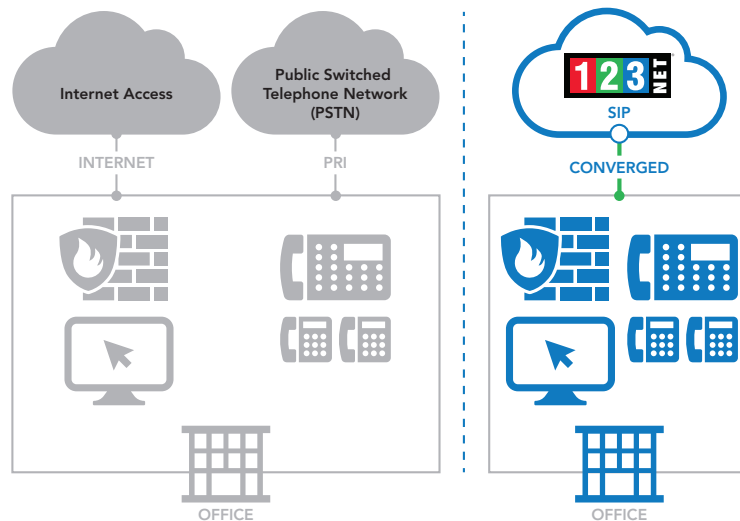 Internet Access
Public Switched
Telephone Network
(PSTN)
INTERNET
PRI
OFFICE
123 NET
SIP
CONVERGED
OFFICE